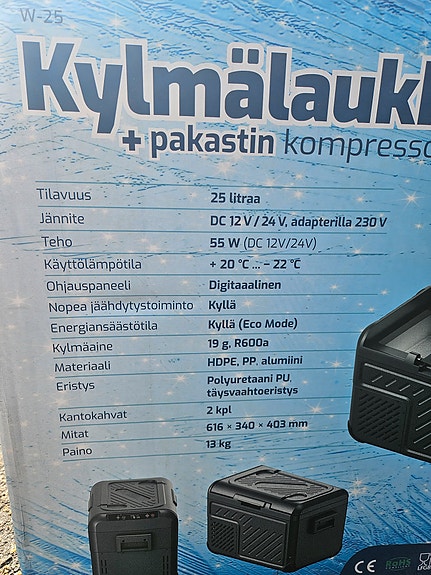 W-25
Kylmälaukk
+ pakastin kompresso
Tilavuus 25 litraa
Jännite DC 12 V / 24 V, adapterilla 230 V
Teho 55 W (DC 12V/24V)
Käyttölämpötila + 20 °C ... – 22 °C
Ohjauspaneeli Digitaaalinen
Nopea jäähdytystoiminto Kyllä
Energiansäästötila Kyllä (Eco Mode)
Kylmäaine 19 g, R600a
Materiaali HDPE, PP, alumiini
Eristys Polyuretaani PU,
täysvaahtoeristys
Kantokahvat 2 kpl
Mitat 616 × 340 × 403 mm
Paino 13 kg
CE RoHS